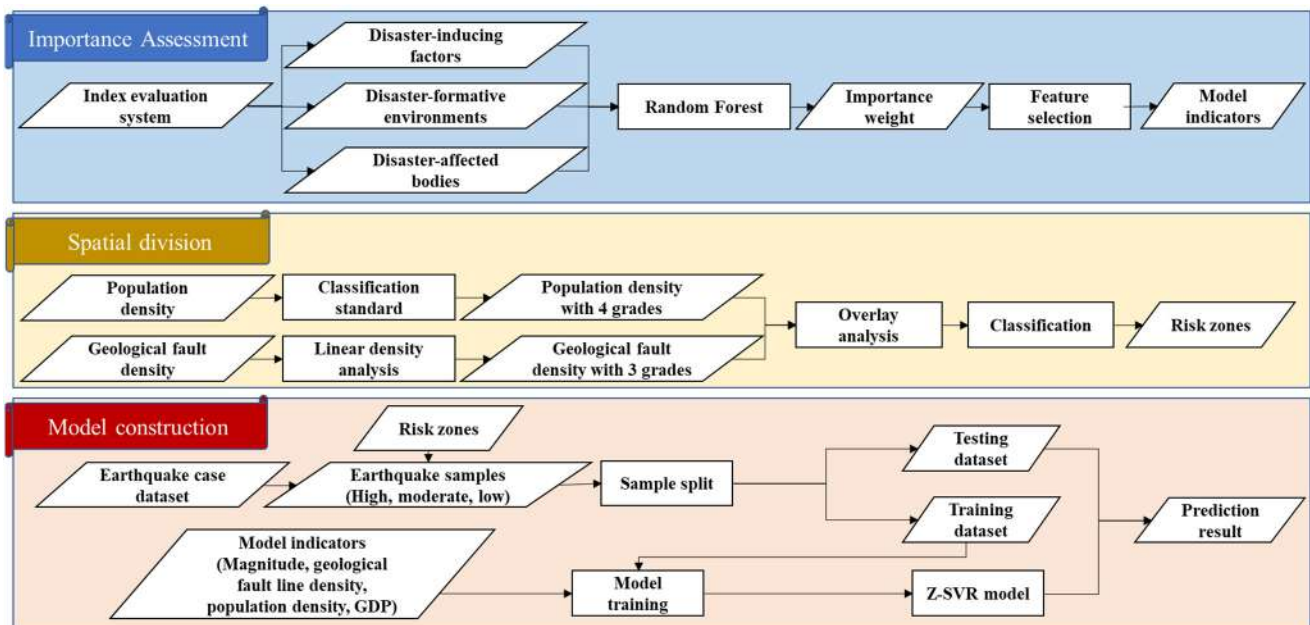 Importance Assessment
Disaster-inducing
factors
Index evaluation
system
Disaster-formative
environments
Disaster-affected
bodies
Random Forest
Importance
weight
Feature
selection
Model
indicators
Spatial division
Population
density
Classification
standard
Population density
with 4 grades
Geological fault
density
Linear density
analysis
Geological fault
density with 3 grades
Overlay
analysis
Classification
Risk zones
Model construction
Risk zones
Earthquake case
dataset
Earthquake samples
(High, moderate, low)
Sample split
Testing
dataset
Training
dataset
Prediction
result
Model indicators
(Magnitude, geological
fault line density,
population density, GDP)
Model
training
Z-SVR model